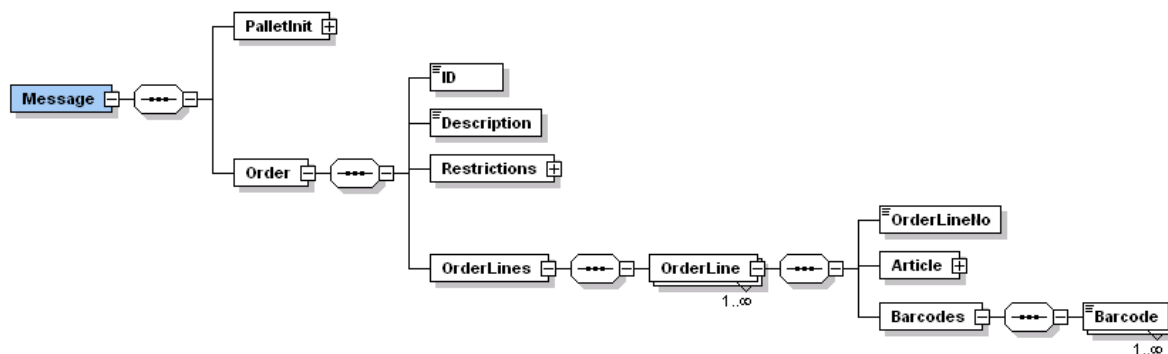 PalletInit
Message
ID
Description
Order
Restrictions
OrderLines
OrderLine
1..∞
OrderLineNo
Article
Barcodes
Barcode
1..∞